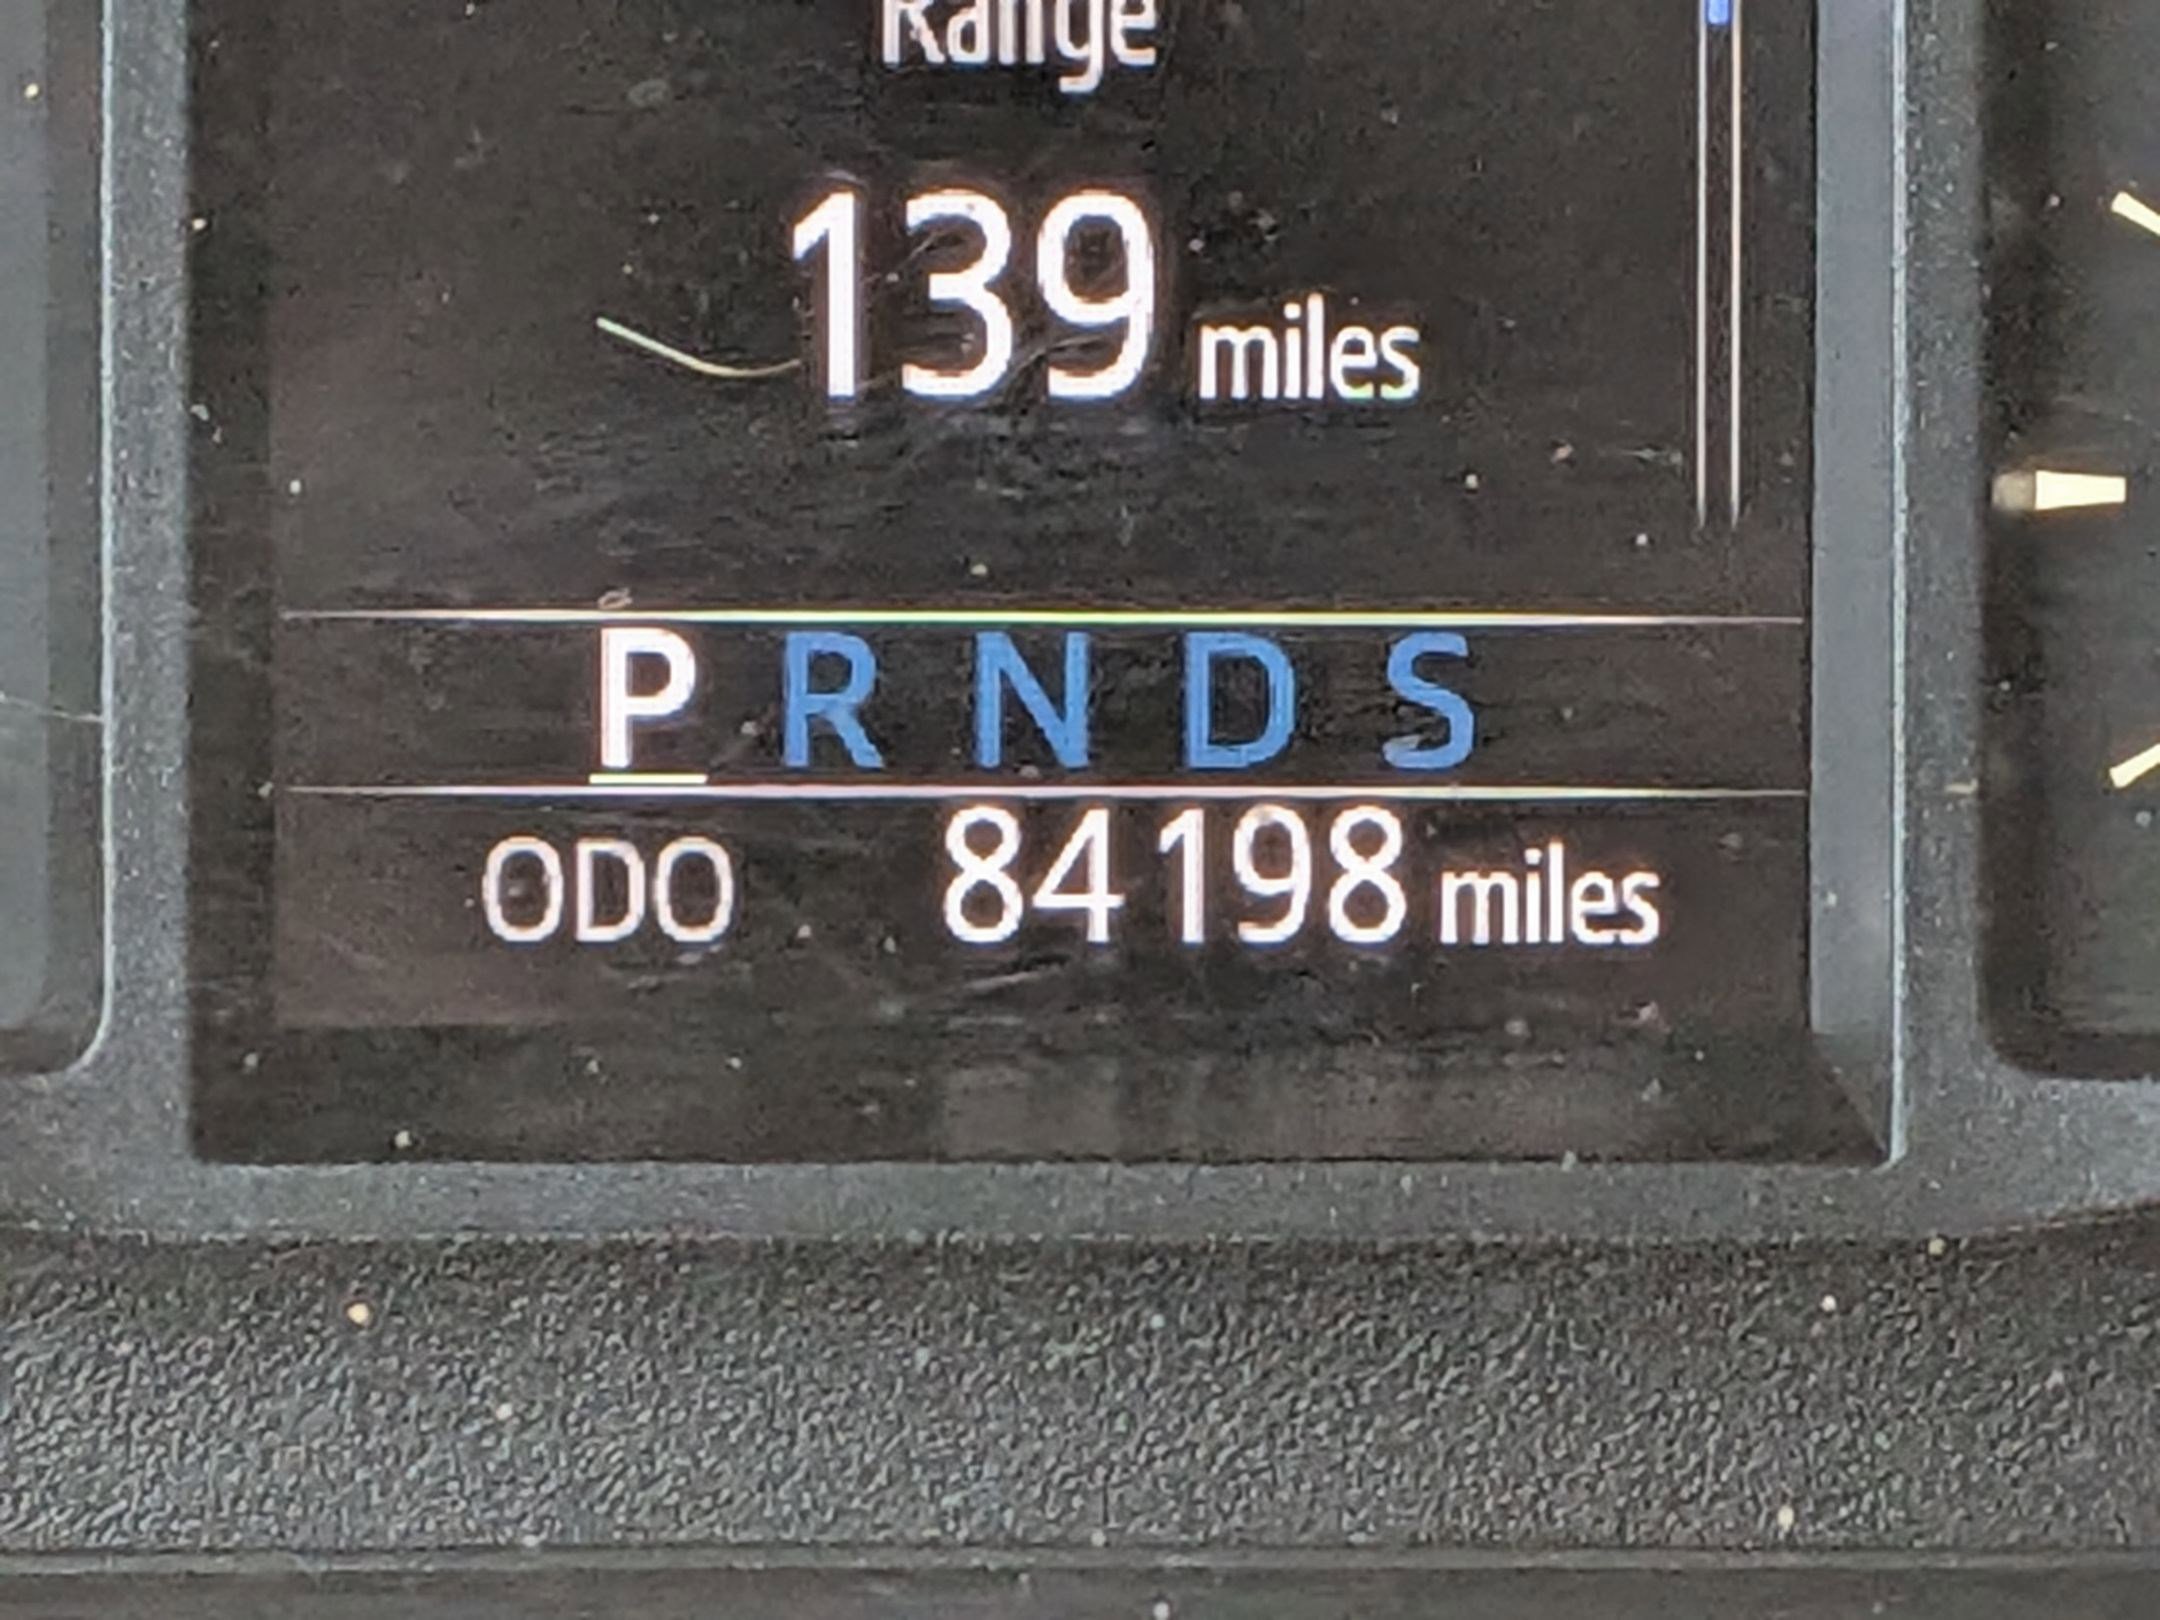 Range
139 miles
P R N D S
ODO 84198 miles